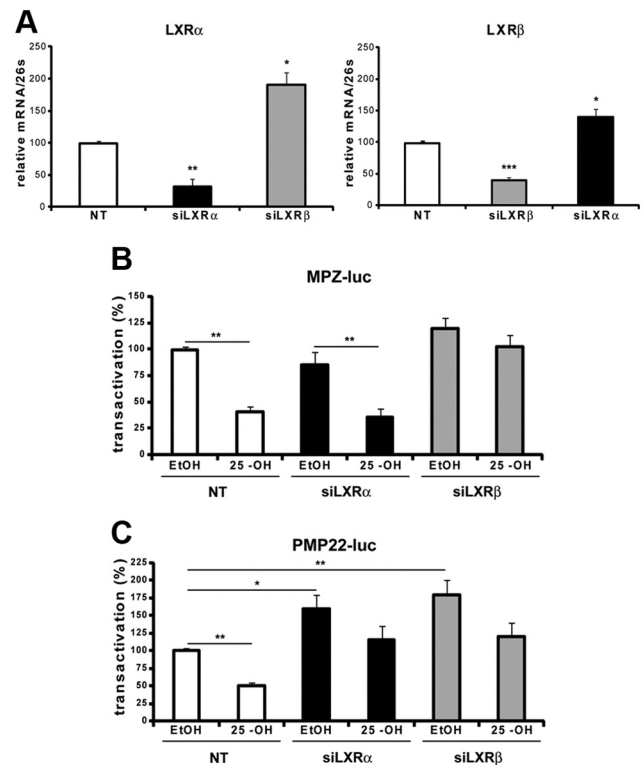 A
LXRα
relative mRNA/26s
250
200
150
100
50
0
**
*
NT siLXRα siLXRβ
LXRβ
relative mRNA/26s
250
200
150
100
50
0
***
*
NT siLXRβ siLXRα
B
MPZ-luc
transactivation (%)
150
125
100
75
50
25
0
** **
EtOH 25 -OH EtOH 25 -OH EtOH 25 -OH
NT siLXRα siLXRβ
C
PMP22-luc
transactivation (%)
225
200
175
150
125
100
75
50
25
0
**
*
**
EtOH 25 -OH EtOH 25 -OH EtOH 25 -OH
NT siLXRα siLXRβ